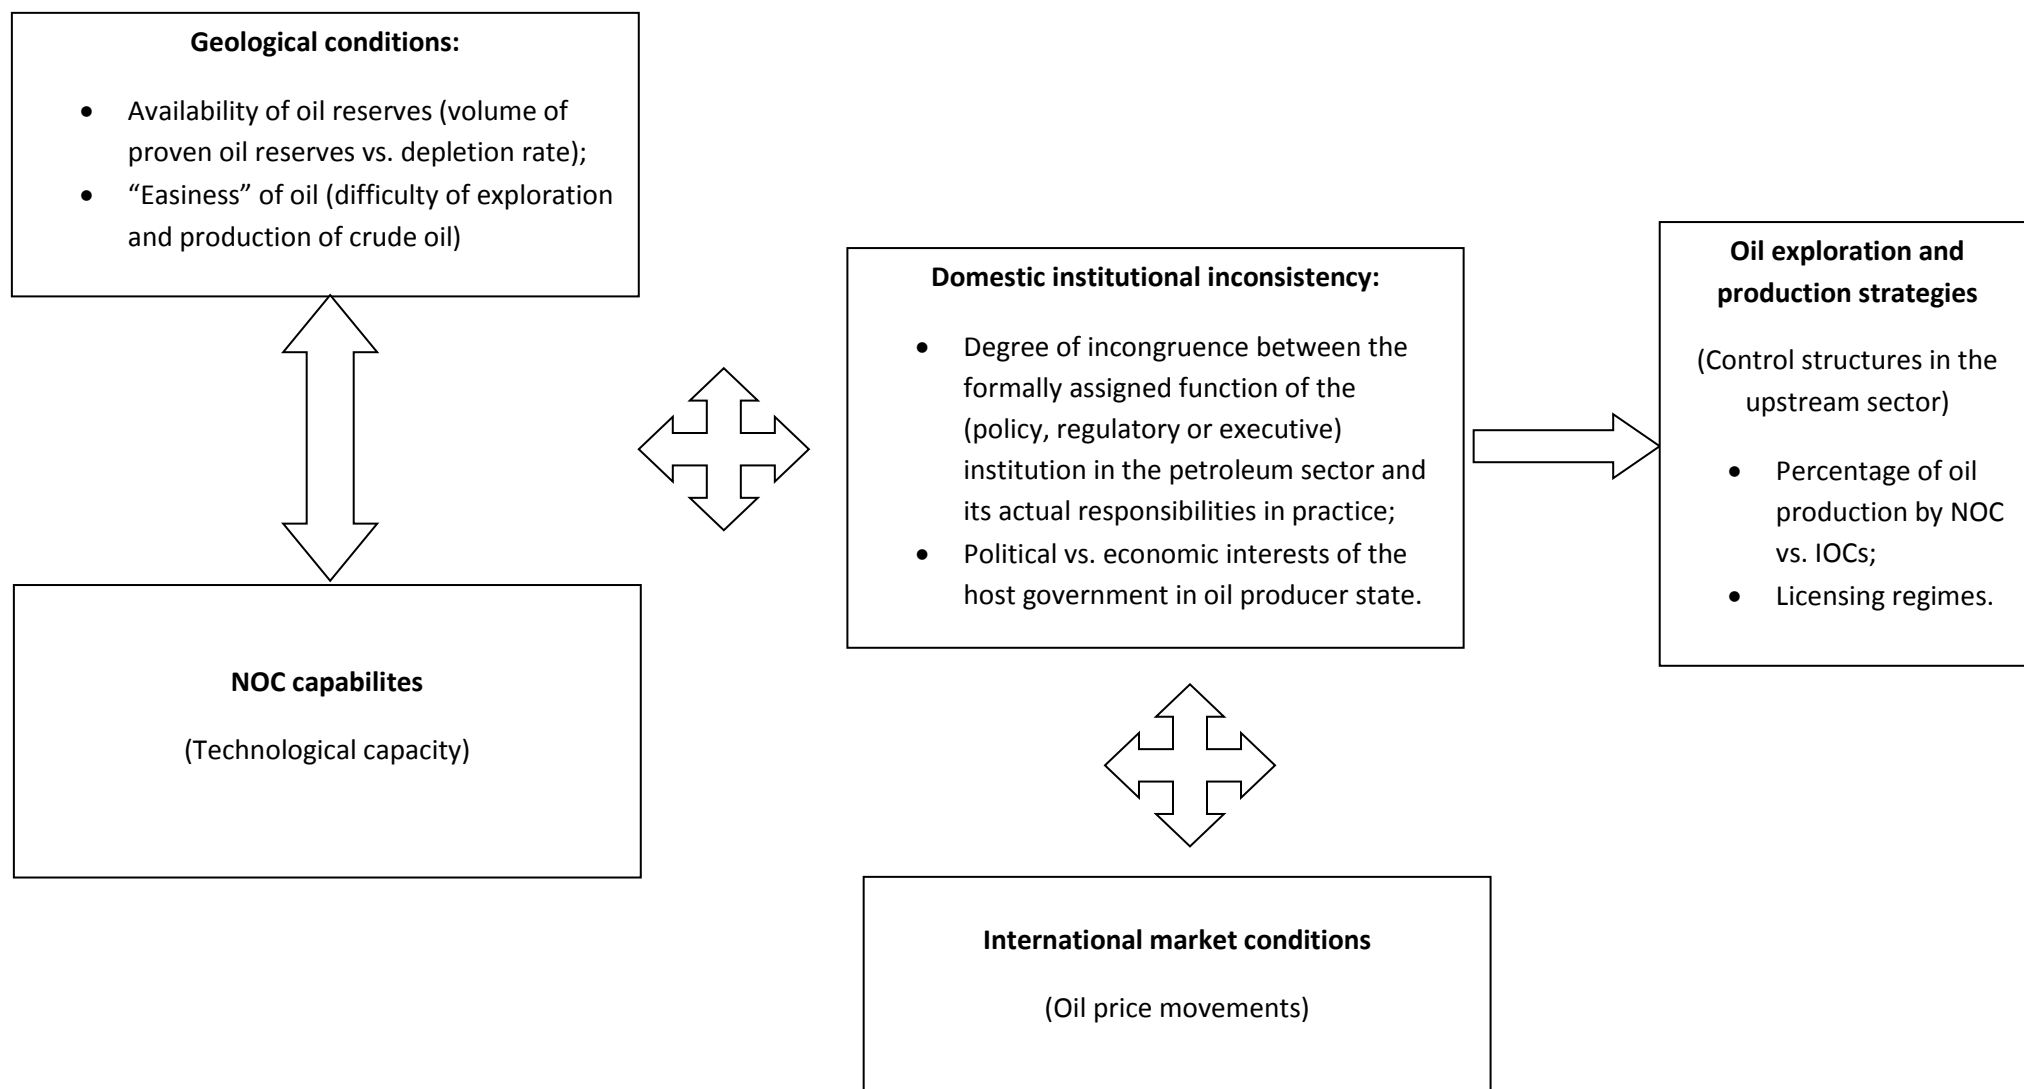 Geological conditions:
• Availability of oil reserves (volume of
proven oil reserves vs. depletion rate);
• “Easiness” of oil (difficulty of exploration
and production of crude oil)
NOC capabilites
(Technological capacity)
Domestic institutional inconsistency:
• Degree of incongruence between the
formally assigned function of the
(policy, regulatory or executive)
institution in the petroleum sector and
its actual responsibilities in practice;
• Political vs. economic interests of the
host government in oil producer state.
International market conditions
(Oil price movements)
Oil exploration and
production strategies
(Control structures in the
upstream sector)
• Percentage of oil
production by NOC
vs. IOCs;
• Licensing regimes.